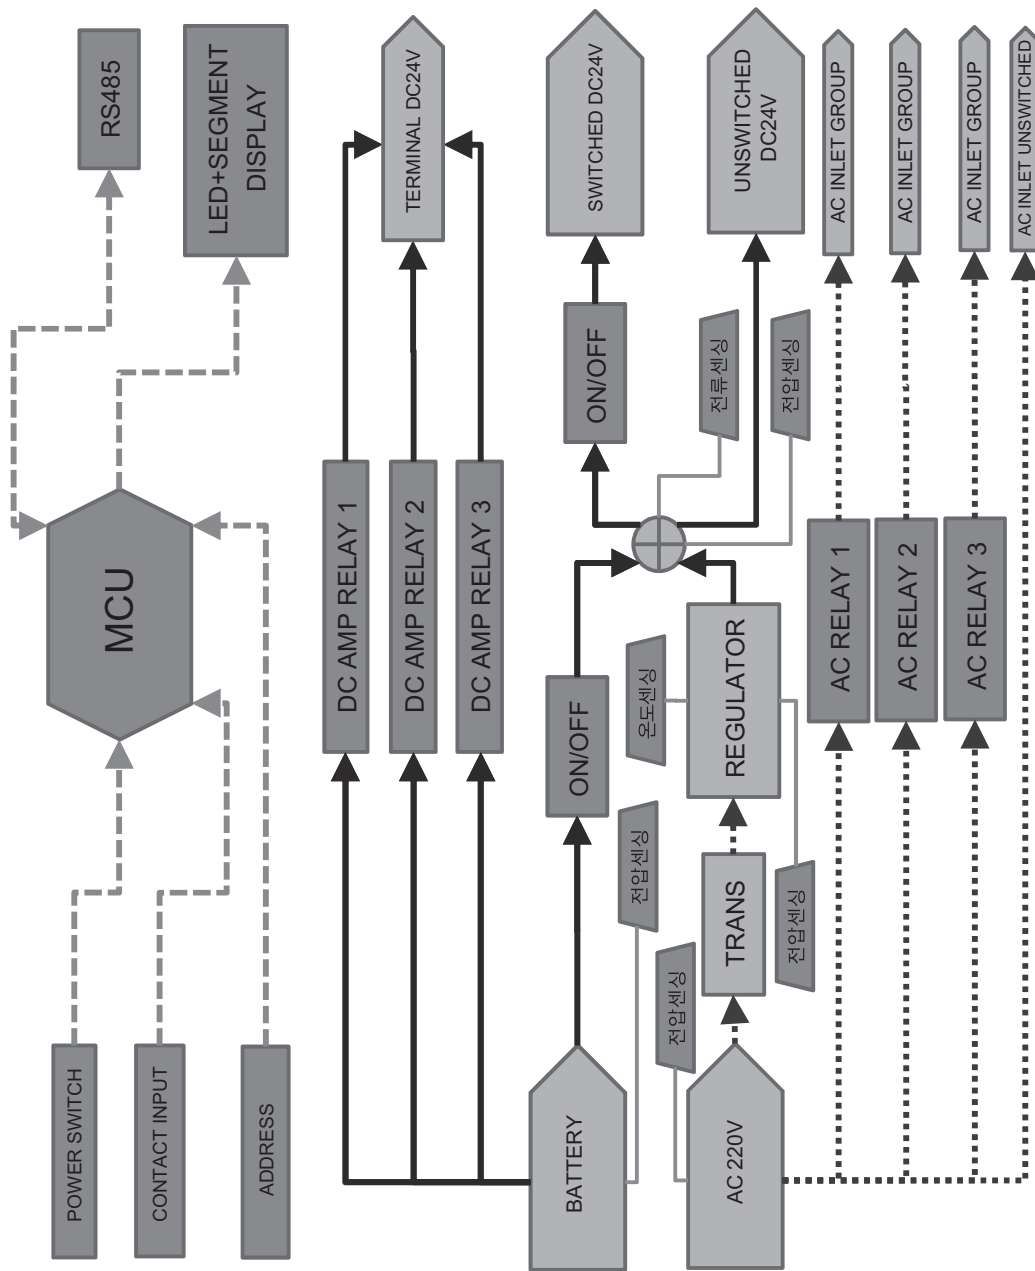 POWER SWITCH
CONTACT INPUT
ADDRESS
MCU
RS485
LED+SEGMENT
DISPLAY
DC AMP RELAY 1
DC AMP RELAY 2
DC AMP RELAY 3
TERMINAL DC24V
BATTERY
ON/OFF
ON/OFF
SWITCHED DC24V
전압센싱
온도센싱
전류센싱
UNSWITCHED
DC24V
전압센싱
AC 220V
TRANS
REGULATOR
전압센싱
전압센싱
AC RELAY 1
AC INLET GROUP
AC RELAY 2
AC INLET GROUP
AC RELAY 3
AC INLET GROUP
AC INLET UNSWITCHED